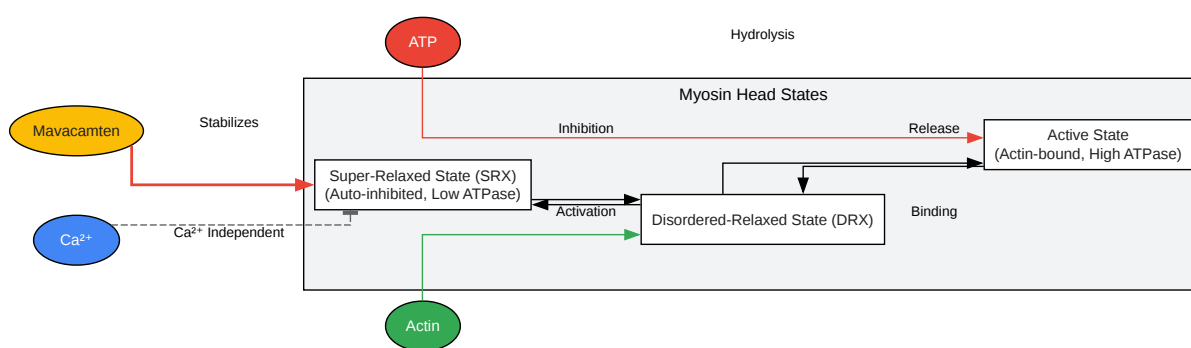 ATP
Hydrolysis
Myosin Head States
Mavacamten
Stabilizes
Inhibition
Release
Active State
(Actin-bound, High ATPase)
Super-Relaxed State (SRX)
(Auto-inhibited, Low ATPase)
Activation
Disordered-Relaxed State (DRX)
Binding
Ca²⁺
Ca²⁺ Independent
Actin